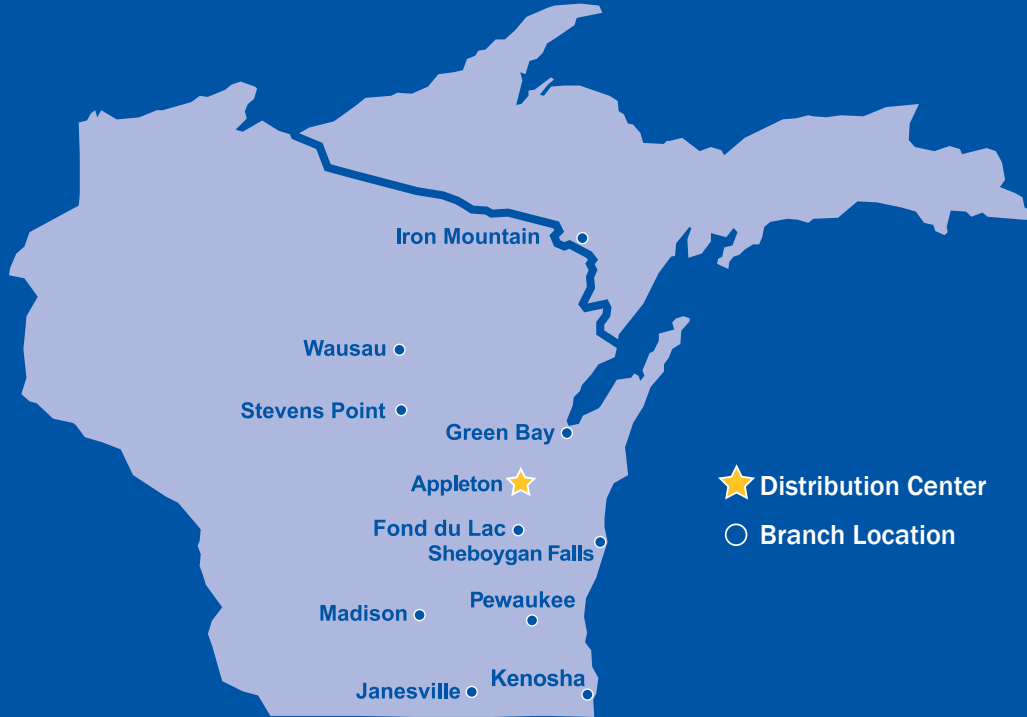 Iron Mountain
Wausau
Stevens Point
Green Bay
Appleton
Distribution Center
Fond du Lac
Branch Location
Sheboygan Falls
Pewaukee
Madison
Kenosha
Janesville